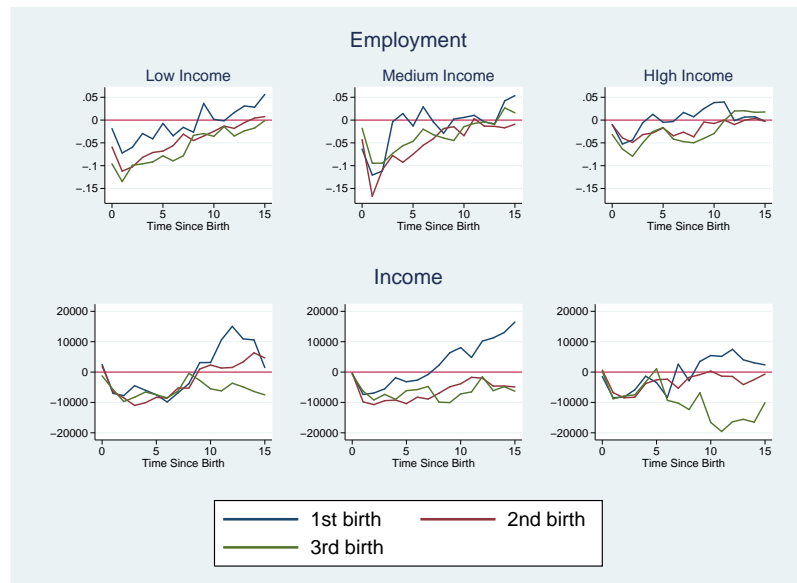 Employment
Low Income Medium Income HIgh Income
.05 .05 .05
0 0 0
−.05 −.05 −.05
−.1 −.1 −.1
−.15 −.15 −.15
0 5 10 15 0 5 10 15 0 5 10 15
Time Since Birth Time Since Birth Time Since Birth
Income
20000 20000 20000
10000 10000 10000
0 0 0
−10000 −10000 −10000
−20000 −20000 −20000
0 5 10 15 0 5 10 15 0 5 10 15
Time Since Birth Time Since Birth Time Since Birth
1st birth 2nd birth
3rd birth